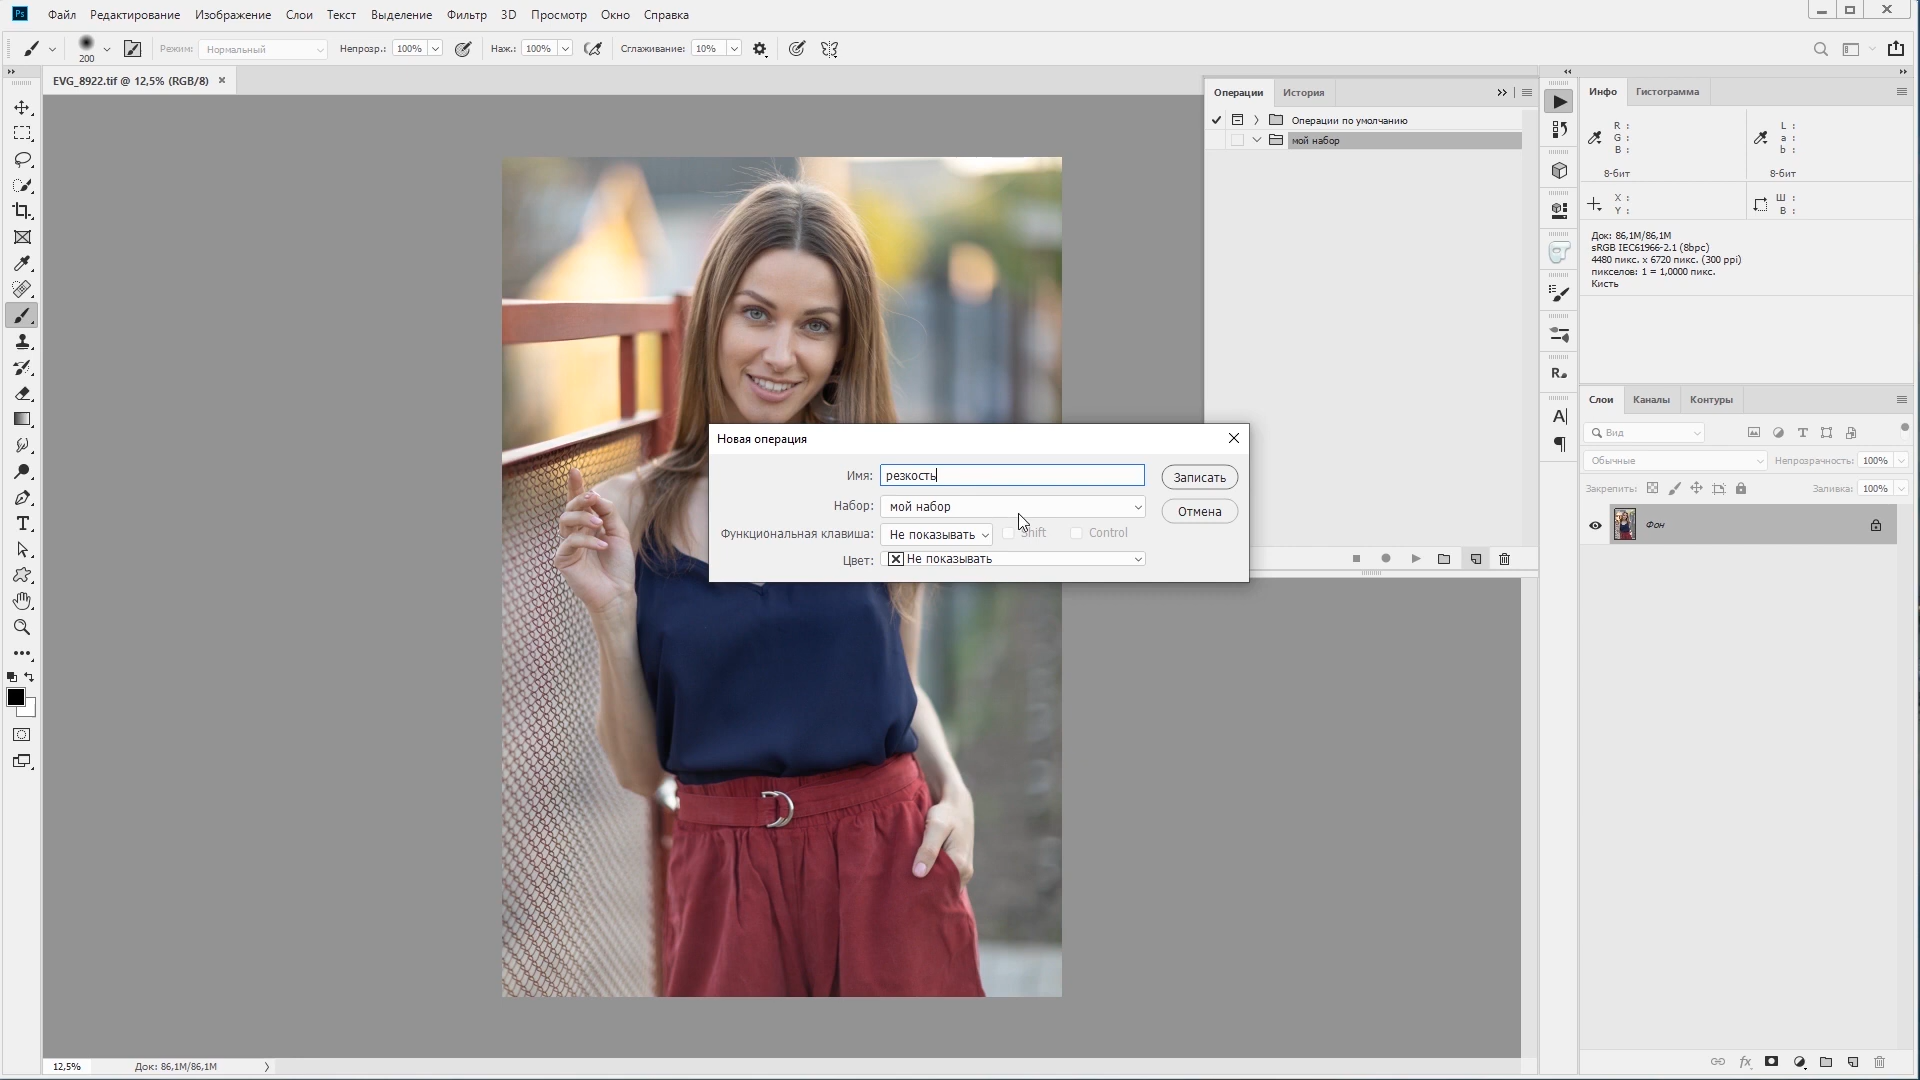 Ps Файл Редактирование Изображение Слои Текст Выделение Фильтр 3D Просмотр Окно Справка
200 Режим: Нормальный Непрозр.: 100% Наж.: 100% Сглаживание: 10%
EVG_8922.tif @ 12,5% (RGB/8) ×
Операции История
Операции по умолчанию
мой набор
Инфо Гистограмма
R : L :
G : a :
B : b :
8-бит 8-бит
X : Ш :
Y : В :
Док: 86,1M/86,1M
sRGB IEC61966-2.1 (8bpc)
4480 пикс. x 6720 пикс. (300 ppi)
пикселов: 1 = 1,0000 пикс.
Кисть
Слои Каналы Контуры
Вид
Обычные Непрозрачность: 100%
Закрепить: Заливка: 100%
Фон
Новая операция
Имя: резкость Записать
Набор: мой набор Отмена
Функциональная клавиша: Не показывать Shift Control
Цвет: Не показывать
fx
12,5% Док: 86,1M/86,1M